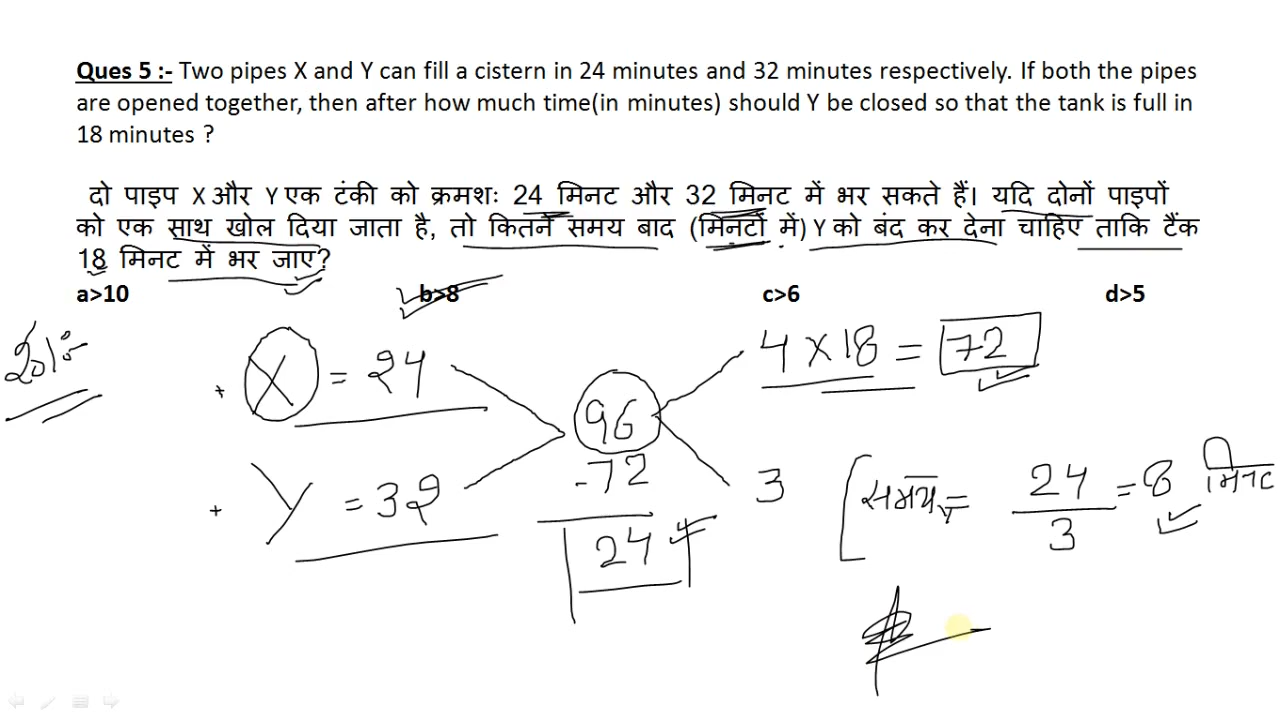 Ques 5 :- Two pipes X and Y can fill a cistern in 24 minutes and 32 minutes respectively. If both the pipes
are opened together, then after how much time(in minutes) should Y be closed so that the tank is full in
18 minutes ?
दो पाइप X और Y एक टंकी को क्रमशः 24 मिनट और 32 मिनट में भर सकते हैं। यदि दोनों पाइपों
को एक साथ खोल दिया जाता है, तो कितने समय बाद (मिनटों में) Y को बंद कर देना चाहिए ताकि टैंक
18 मिनट में भर जाए?
a>10 b>8 c>6 d>5
+ X = 24
96
4 × 18 = 72
+ Y = 32
- 72
24
3
समय = 24/3 = 8 मिनट